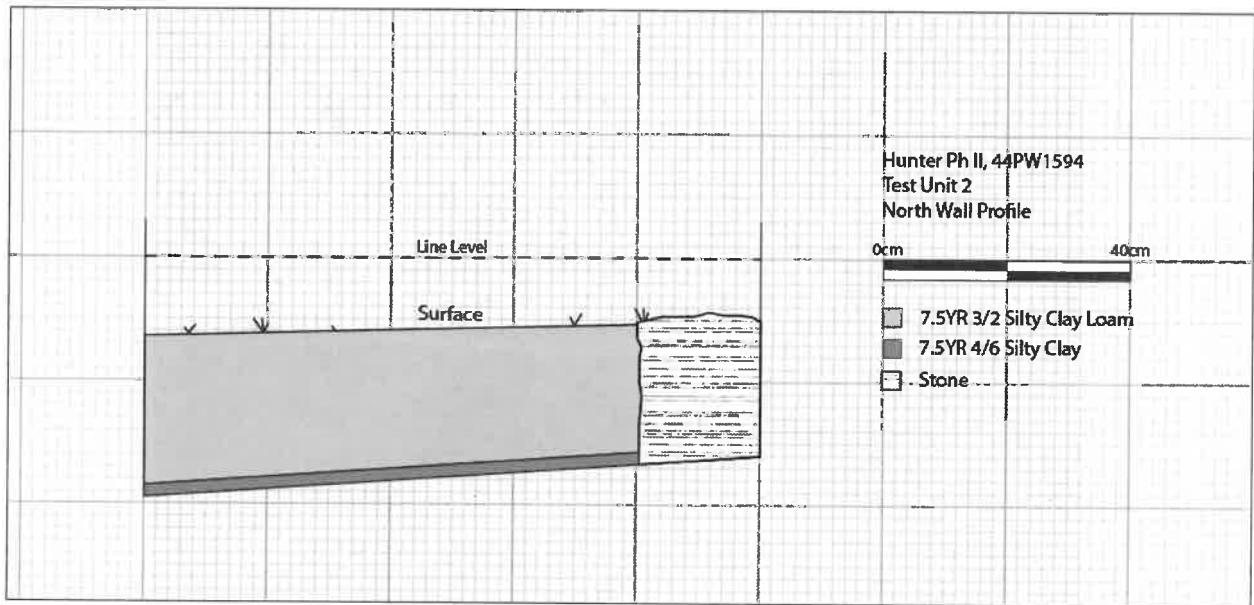 Hunter Ph II, 44PW1594
Test Unit 2
North Wall Profile
Line Level
0cm 40cm
Surface
7.5YR 3/2 Silty Clay Loam
7.5YR 4/6 Silty Clay
Stone